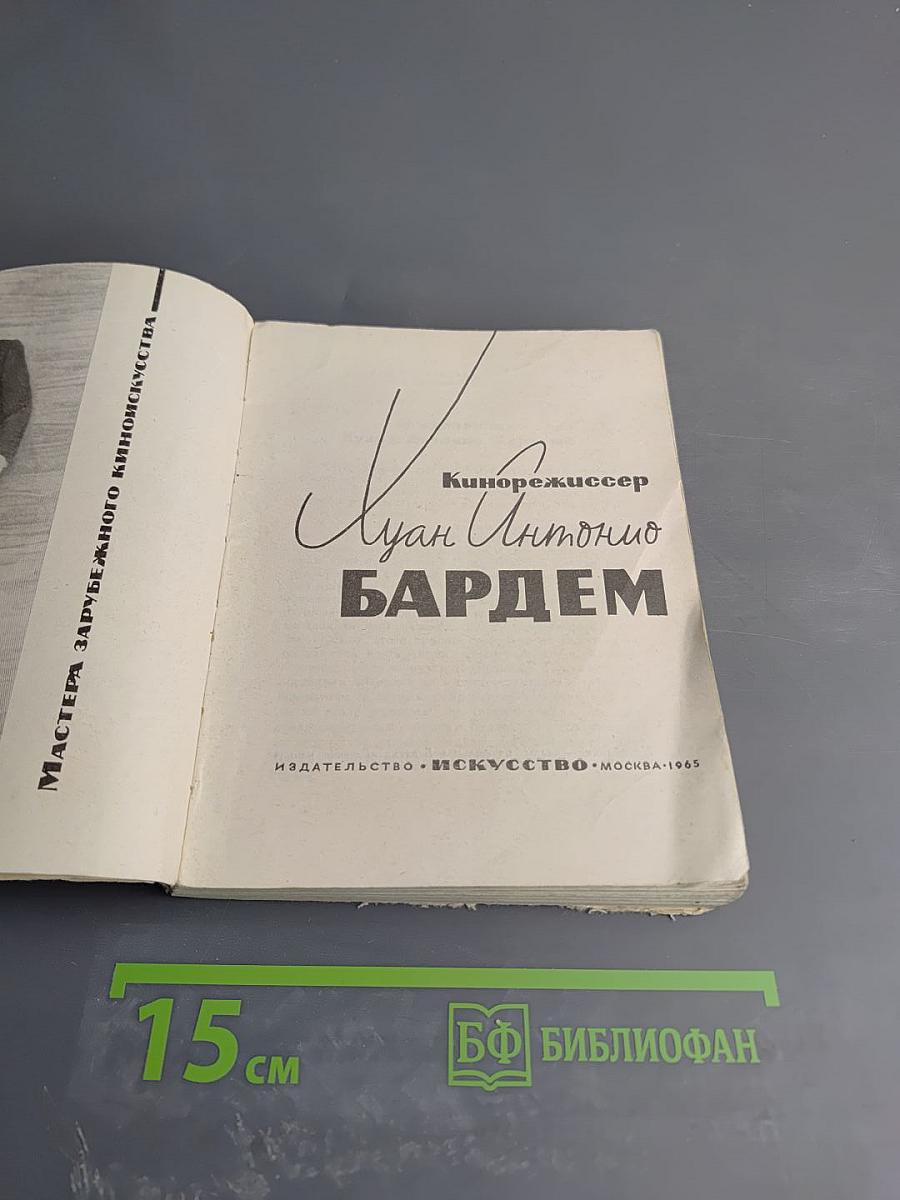 Мастера зарубежного киноискусства
Кинорежиссер
Хуан Антонио
БАРДЕМ
ИЗДАТЕЛЬСТВО • ИСКУССТВО • МОСКВА • 1965
15 см
БФ БИБЛИОФАН